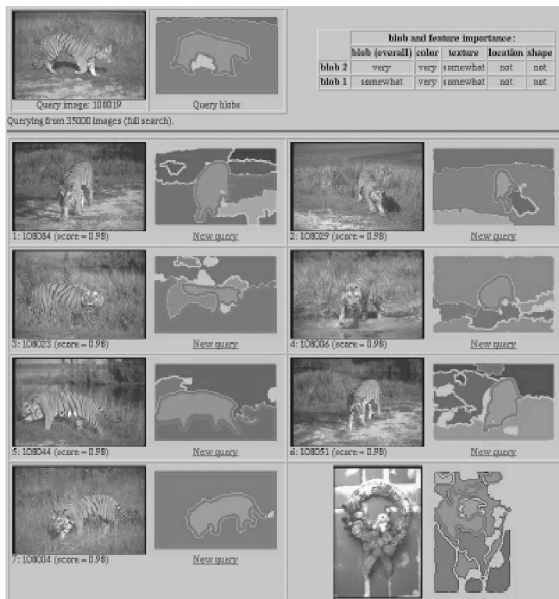 blob and feature importance:
blob (overall) color texture location shape
blob 2 very very somewhat not not
blob 1 somewhat very somewhat not not
Query image: 108019 Query blobs
Querying from 35000 images (full search).
1: 108084 (score = 0.98) New query
2: 108029 (score = 0.98) New query
3: 108023 (score = 0.98) New query
4: 108006 (score = 0.98) New query
5: 108044 (score = 0.98) New query
6: 108051 (score = 0.98) New query
7: 108004 (score = 0.98) New query